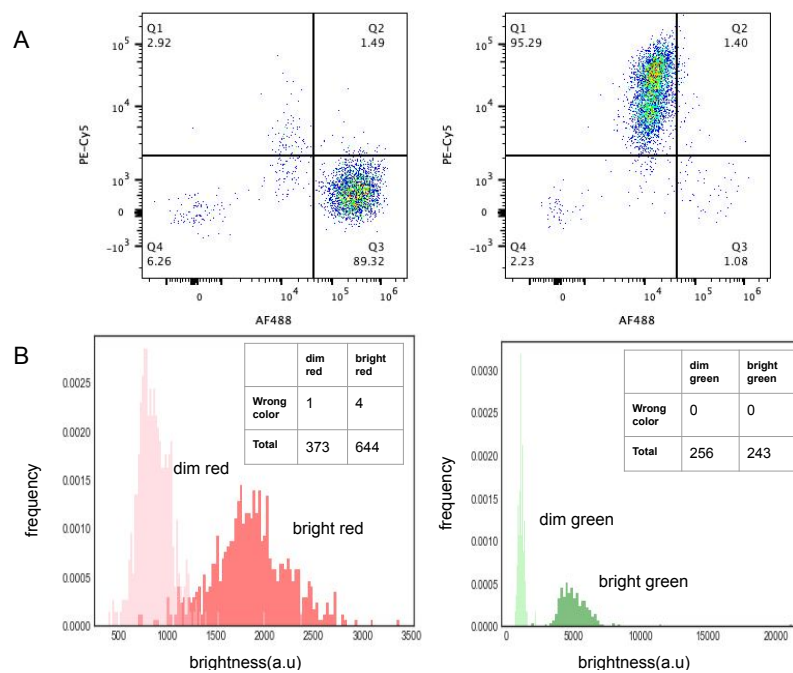 A
Q1
2.92
Q2
1.49
10^5
10^4
10^3
0
-10^3
PE-Cy5
Q4
6.26
Q3
89.32
0
10^4
10^5
10^6
AF488
Q1
95.29
Q2
1.40
10^5
10^4
10^3
0
-10^3
PE-Cy5
Q4
2.23
Q3
1.08
0
10^4
10^5
10^6
AF488
B
frequency
0.0025
0.0020
0.0015
0.0010
0.0005
0.0000
dim red
bright red
Wrong color
1
4
Total
373
644
dim red
bright red
500
1000
1500
2000
2500
3000
3500
brightness(a.u)
frequency
0.0030
0.0025
0.0020
0.0015
0.0010
0.0005
0.0000
dim green
bright green
Wrong color
0
0
Total
256
243
dim green
bright green
0
5000
10000
15000
20000
brightness(a.u)